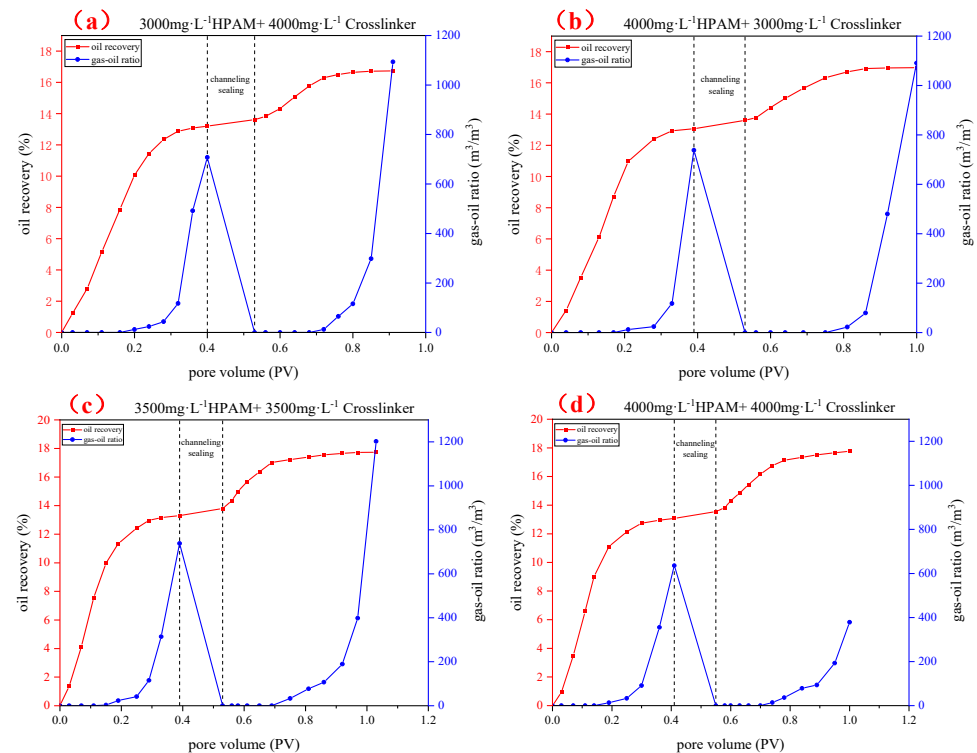 (a)
3000mg·L⁻¹HPAM+ 4000mg·L⁻¹ Crosslinker
oil recovery
gas-oil ratio
channeling
sealing
oil recovery (%)
0
2
4
6
8
10
12
14
16
18
gas-oil ratio (m³/m³)
0
200
400
600
800
1000
1200
0.0
0.2
0.4
0.6
0.8
1.0
pore volume (PV)
(b)
4000mg·L⁻¹HPAM+ 3000mg·L⁻¹ Crosslinker
oil recovery
gas-oil ratio
channeling
sealing
oil recovery (%)
0
2
4
6
8
10
12
14
16
18
gas-oil ratio (m³/m³)
0
200
400
600
800
1000
1200
0.0
0.2
0.4
0.6
0.8
1.0
pore volume (PV)
(c)
3500mg·L⁻¹HPAM+ 3500mg·L⁻¹ Crosslinker
oil recovery
gas-oil ratio
channeling
sealing
oil recovery (%)
0
2
4
6
8
10
12
14
16
18
20
gas-oil ratio (m³/m³)
0
200
400
600
800
1000
1200
0.0
0.2
0.4
0.6
0.8
1.0
1.2
pore volume (PV)
(d)
4000mg·L⁻¹HPAM+ 4000mg·L⁻¹ Crosslinker
oil recovery
gas-oil ratio
channeling
sealing
oil recovery (%)
0
2
4
6
8
10
12
14
16
18
20
gas-oil ratio (m³/m³)
0
200
400
600
800
1000
1200
0.0
0.2
0.4
0.6
0.8
1.0
1.2
pore volume (PV)